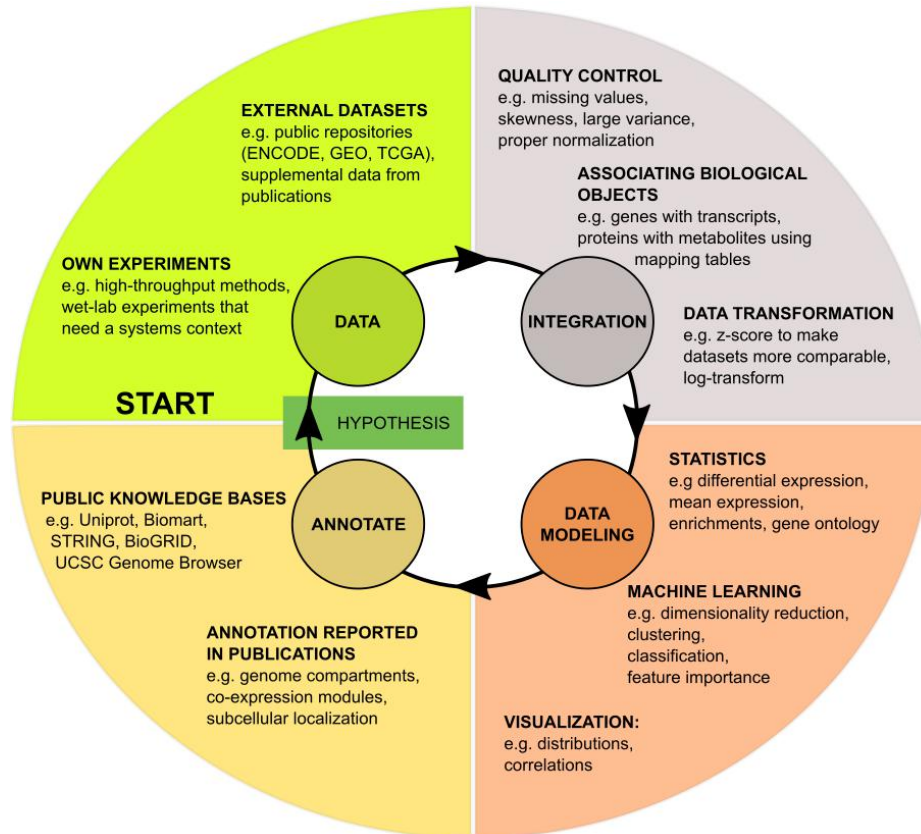 EXTERNAL DATASETS
e.g. public repositories
(ENCODE, GEO, TCGA),
supplemental data from
publications
OWN EXPERIMENTS
e.g. high-throughput methods,
wet-lab experiments that
need a systems context
START
DATA
QUALITY CONTROL
e.g. missing values,
skewness, large variance,
proper normalization
ASSOCIATING BIOLOGICAL
OBJECTS
e.g. genes with transcripts,
proteins with metabolites using
mapping tables
DATA TRANSFORMATION
e.g. z-score to make
datasets more comparable,
log-transform
INTEGRATION
HYPOTHESIS
STATISTICS
e.g differential expression,
mean expression,
enrichments, gene ontology
MACHINE LEARNING
e.g. dimensionality reduction,
clustering,
classification,
feature importance
VISUALIZATION:
e.g. distributions,
correlations
DATA
MODELING
ANNOTATE
PUBLIC KNOWLEDGE BASES
e.g. Uniprot, Biomart,
STRING, BioGRID,
UCSC Genome Browser
ANNOTATION REPORTED
IN PUBLICATIONS
e.g. genome compartments,
co-expression modules,
subcellular localization